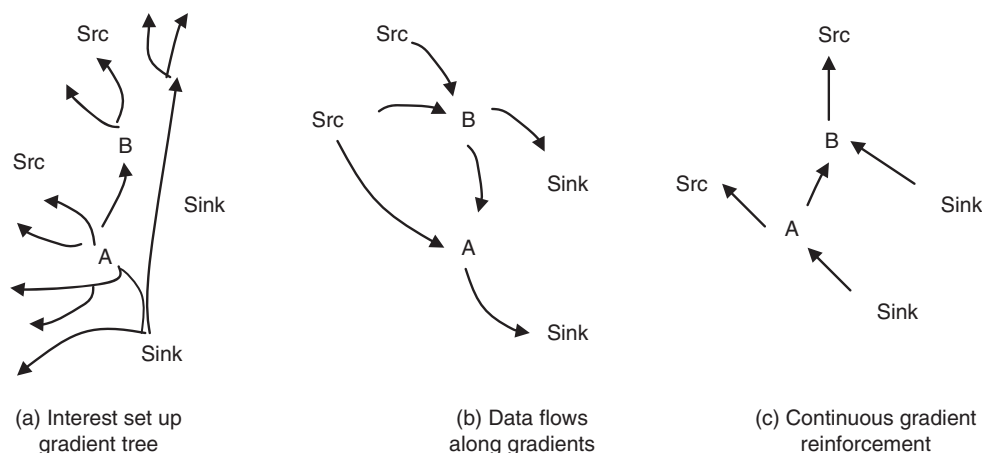 Src
B
Src
Sink
A
Sink
(a) Interest set up
gradient tree
Src
Src
B
Sink
A
Sink
(b) Data flows
along gradients
Src
B
Src
Sink
A
Sink
(c) Continuous gradient
reinforcement